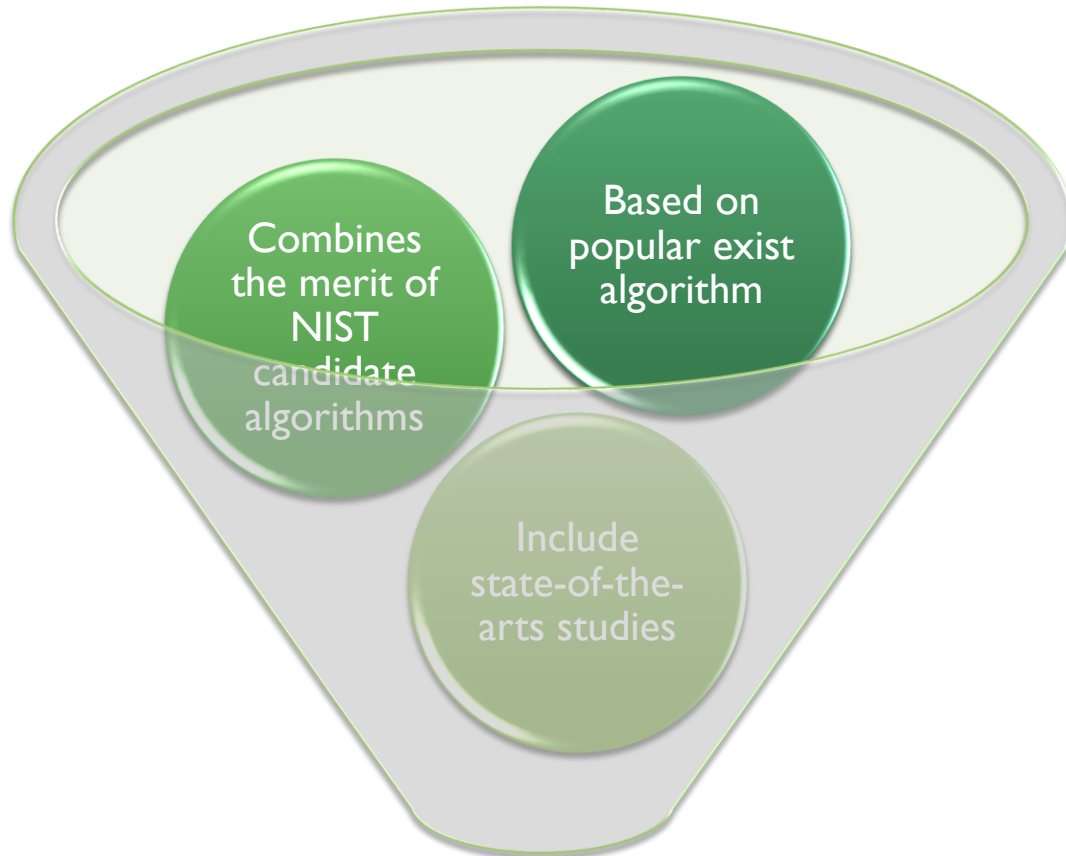 Combines
the merit of
NIST
candidate
algorithms
Based on
popular exist
algorithm
Include
state-of-the-
arts studies